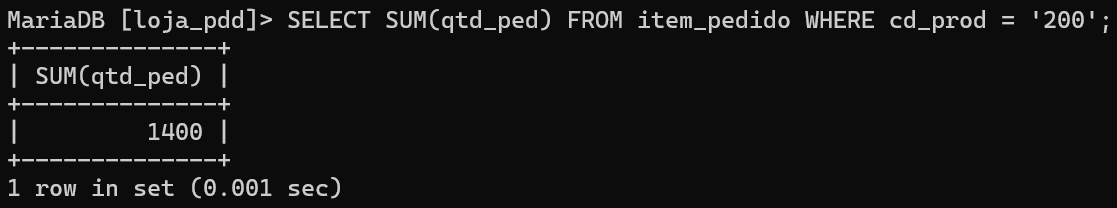 MariaDB [loja_pdd]> SELECT SUM(qtd_ped) FROM item_pedido WHERE cd_prod = '200';
+--------------+
| SUM(qtd_ped) |
+--------------+
|         1400 |
+--------------+
1 row in set (0.001 sec)